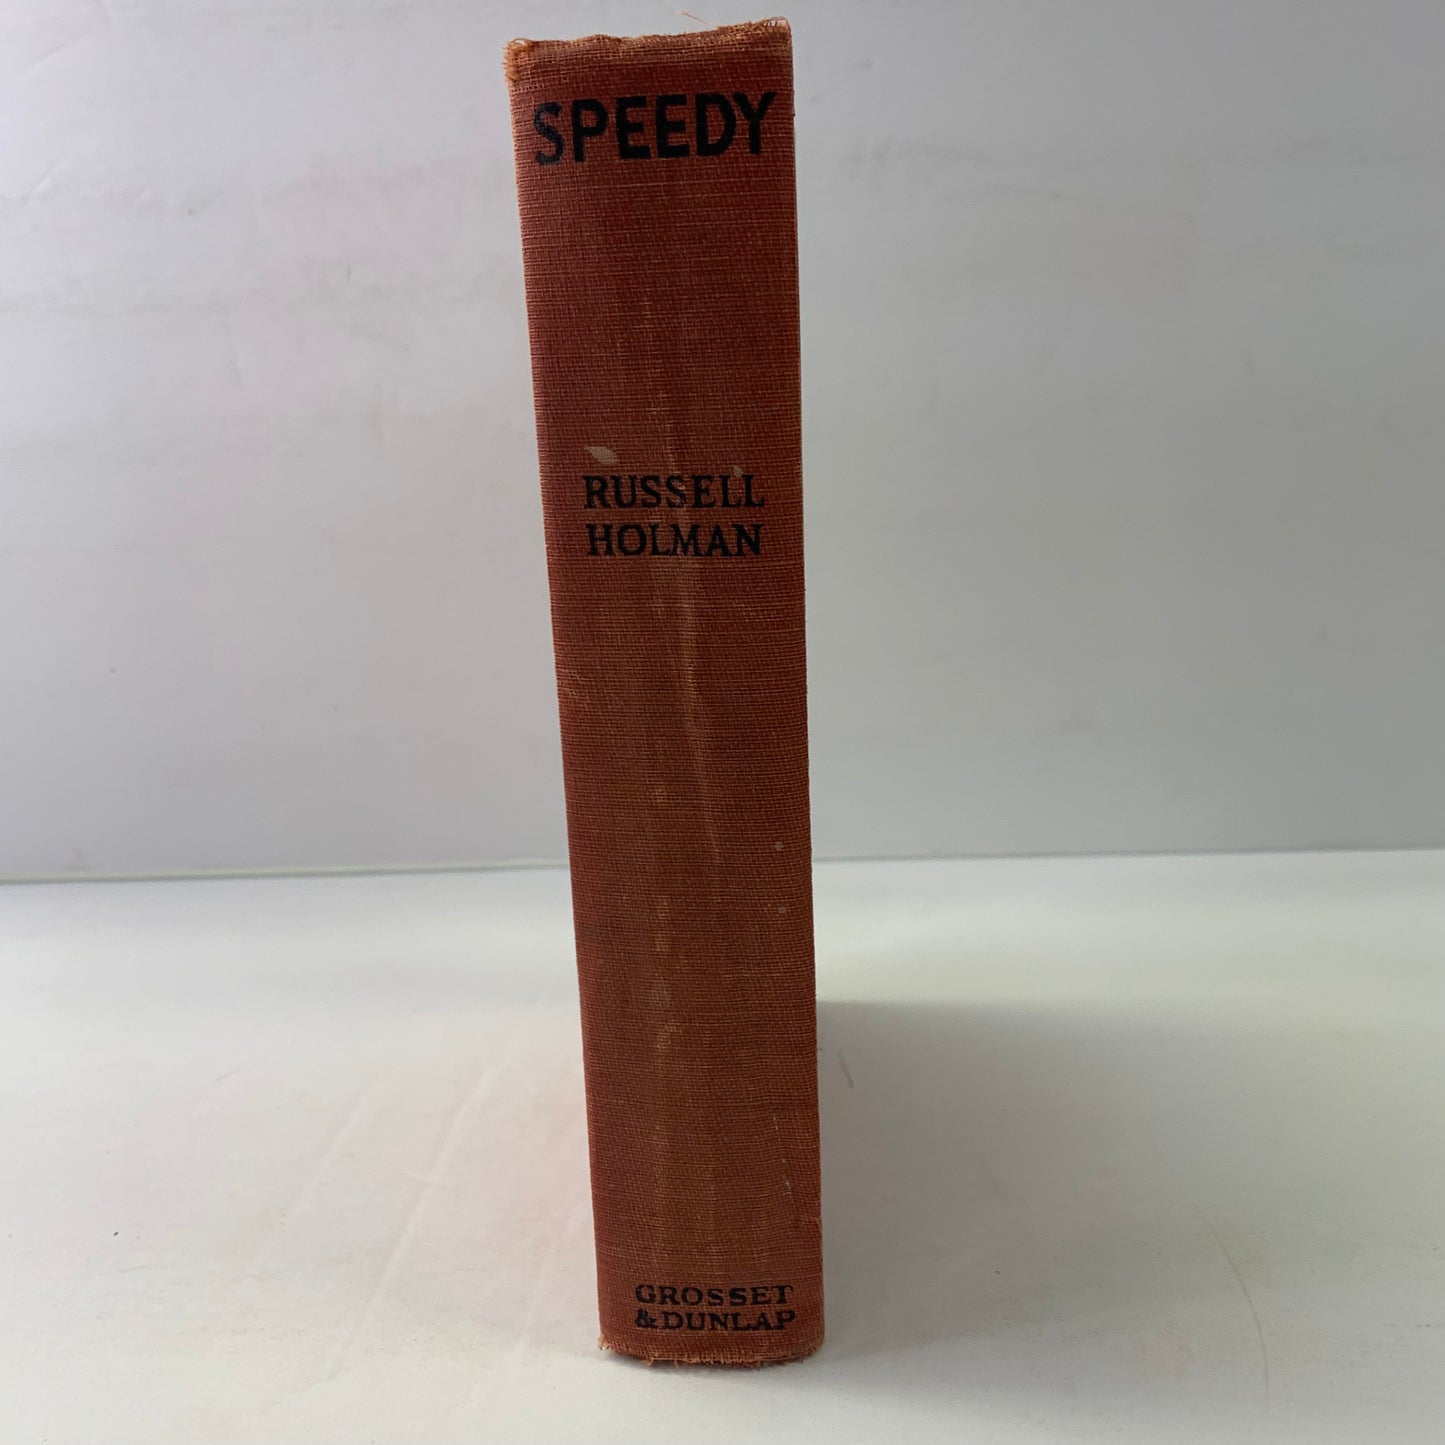 SPEEDY
RUSSELL
HOLMAN
GROSSET
& DUNLAP